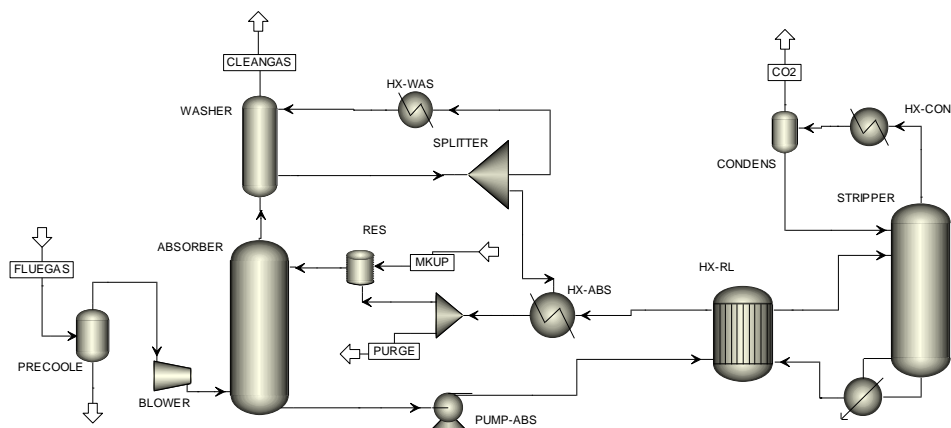 CLEANGAS
CO2
HX-WAS
HX-CON
WASHER
SPLITTER
CONDENS
STRIPPER
RES
ABSORBER
MKUP
FLUEGAS
HX-RL
HX-ABS
PURGE
PRECOOLE
BLOWER
PUMP-ABS